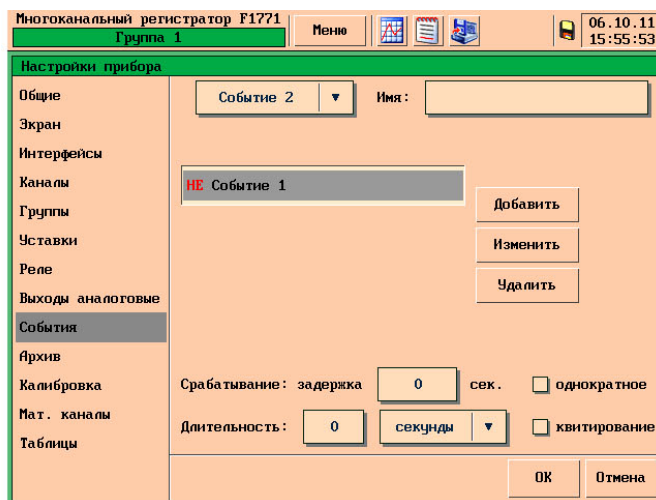 Многоканальный регистратор F1771
Группа 1
Меню
06.10.11
15:55:53
Настройки прибора
Общие
Экран
Интерфейсы
Каналы
Группы
Уставки
Реле
Выходы аналоговые
События
Архив
Калибровка
Мат. каналы
Таблицы
Событие 2
Имя:
НЕ Событие 1
Добавить
Изменить
Удалить
Срабатывание: задержка 0 сек. однократное
Длительность: 0 секунды квитирование
ОК Отмена